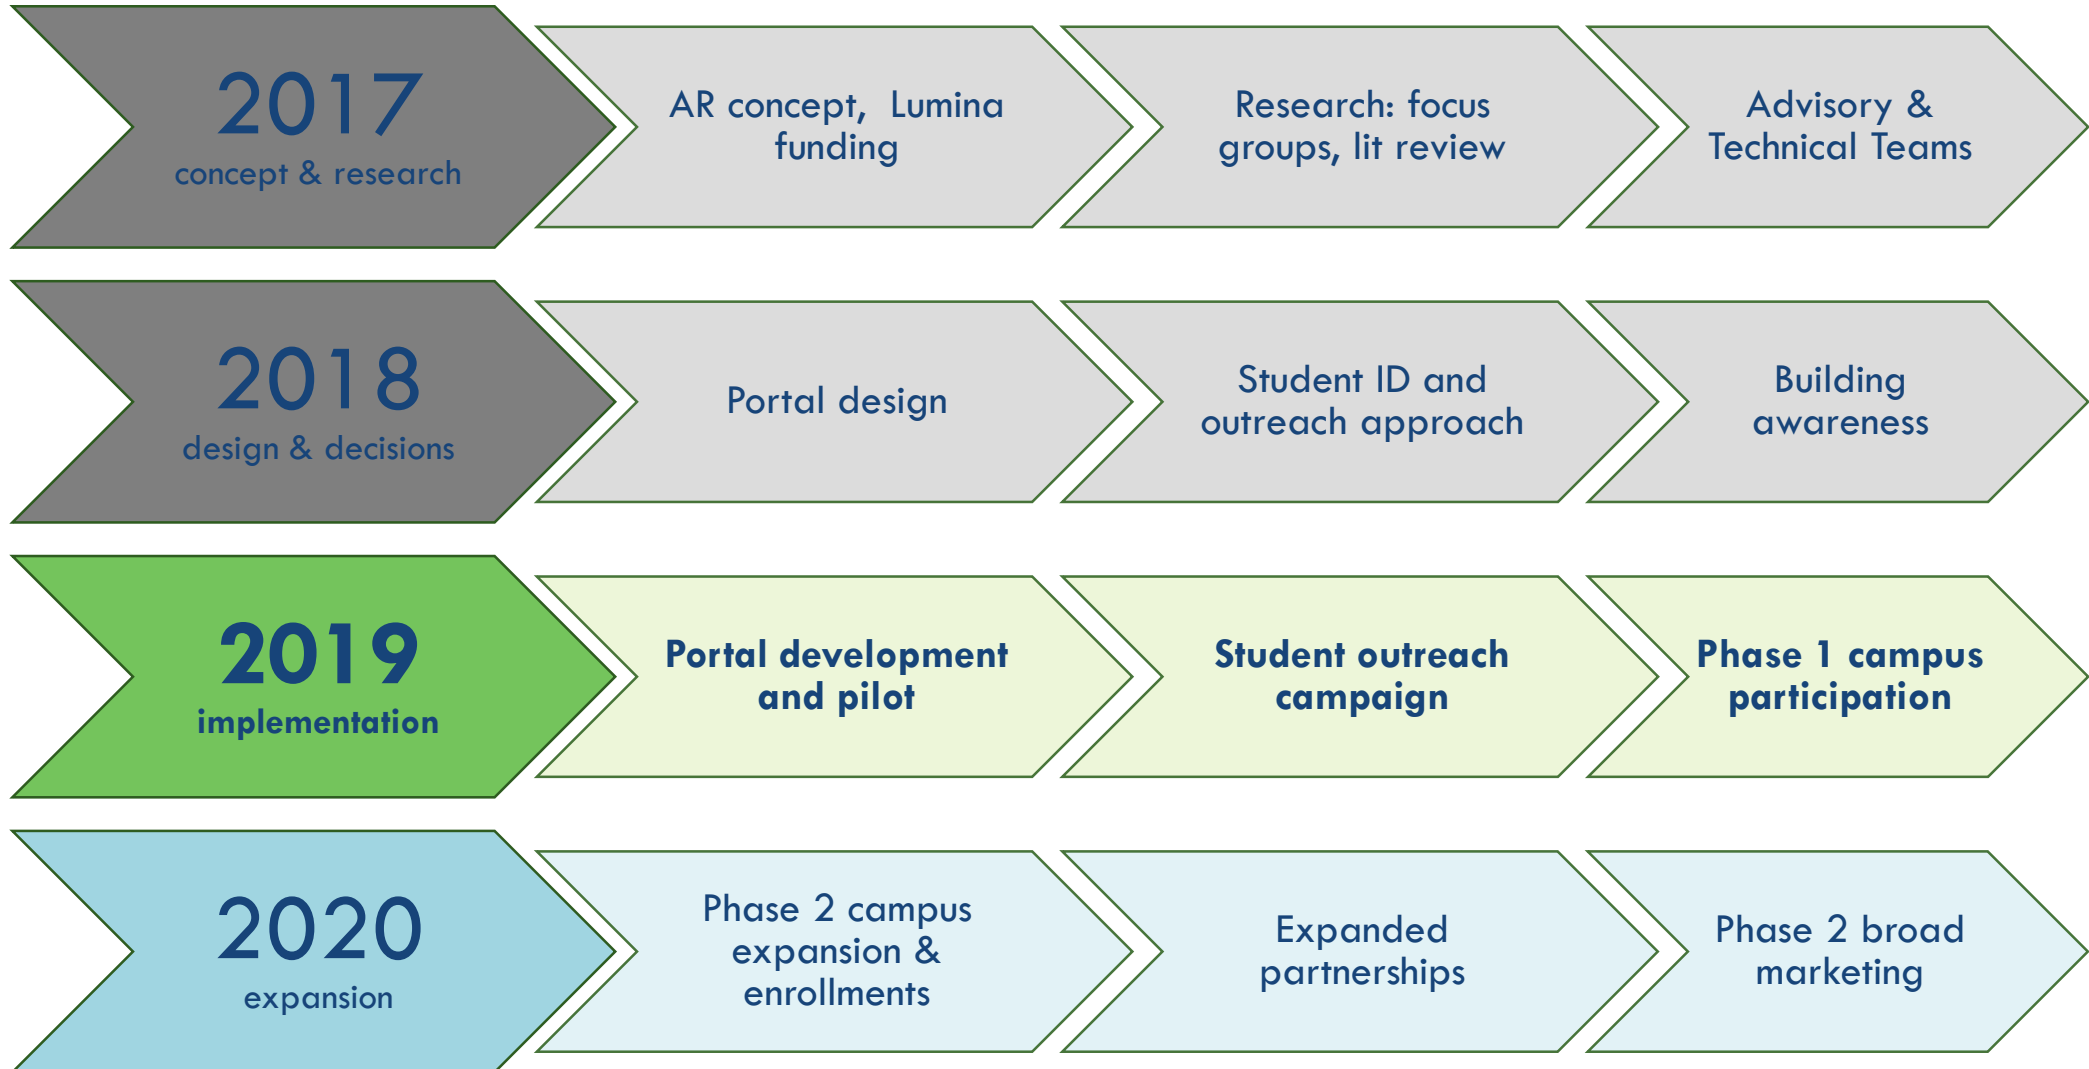 2017
concept & research
AR concept, Lumina
funding
Research: focus
groups, lit review
Advisory &
Technical Teams
2018
design & decisions
Portal design
Student ID and
outreach approach
Building
awareness
2019
implementation
Portal development
and pilot
Student outreach
campaign
Phase 1 campus
participation
2020
expansion
Phase 2 campus
expansion &
enrollments
Expanded
partnerships
Phase 2 broad
marketing